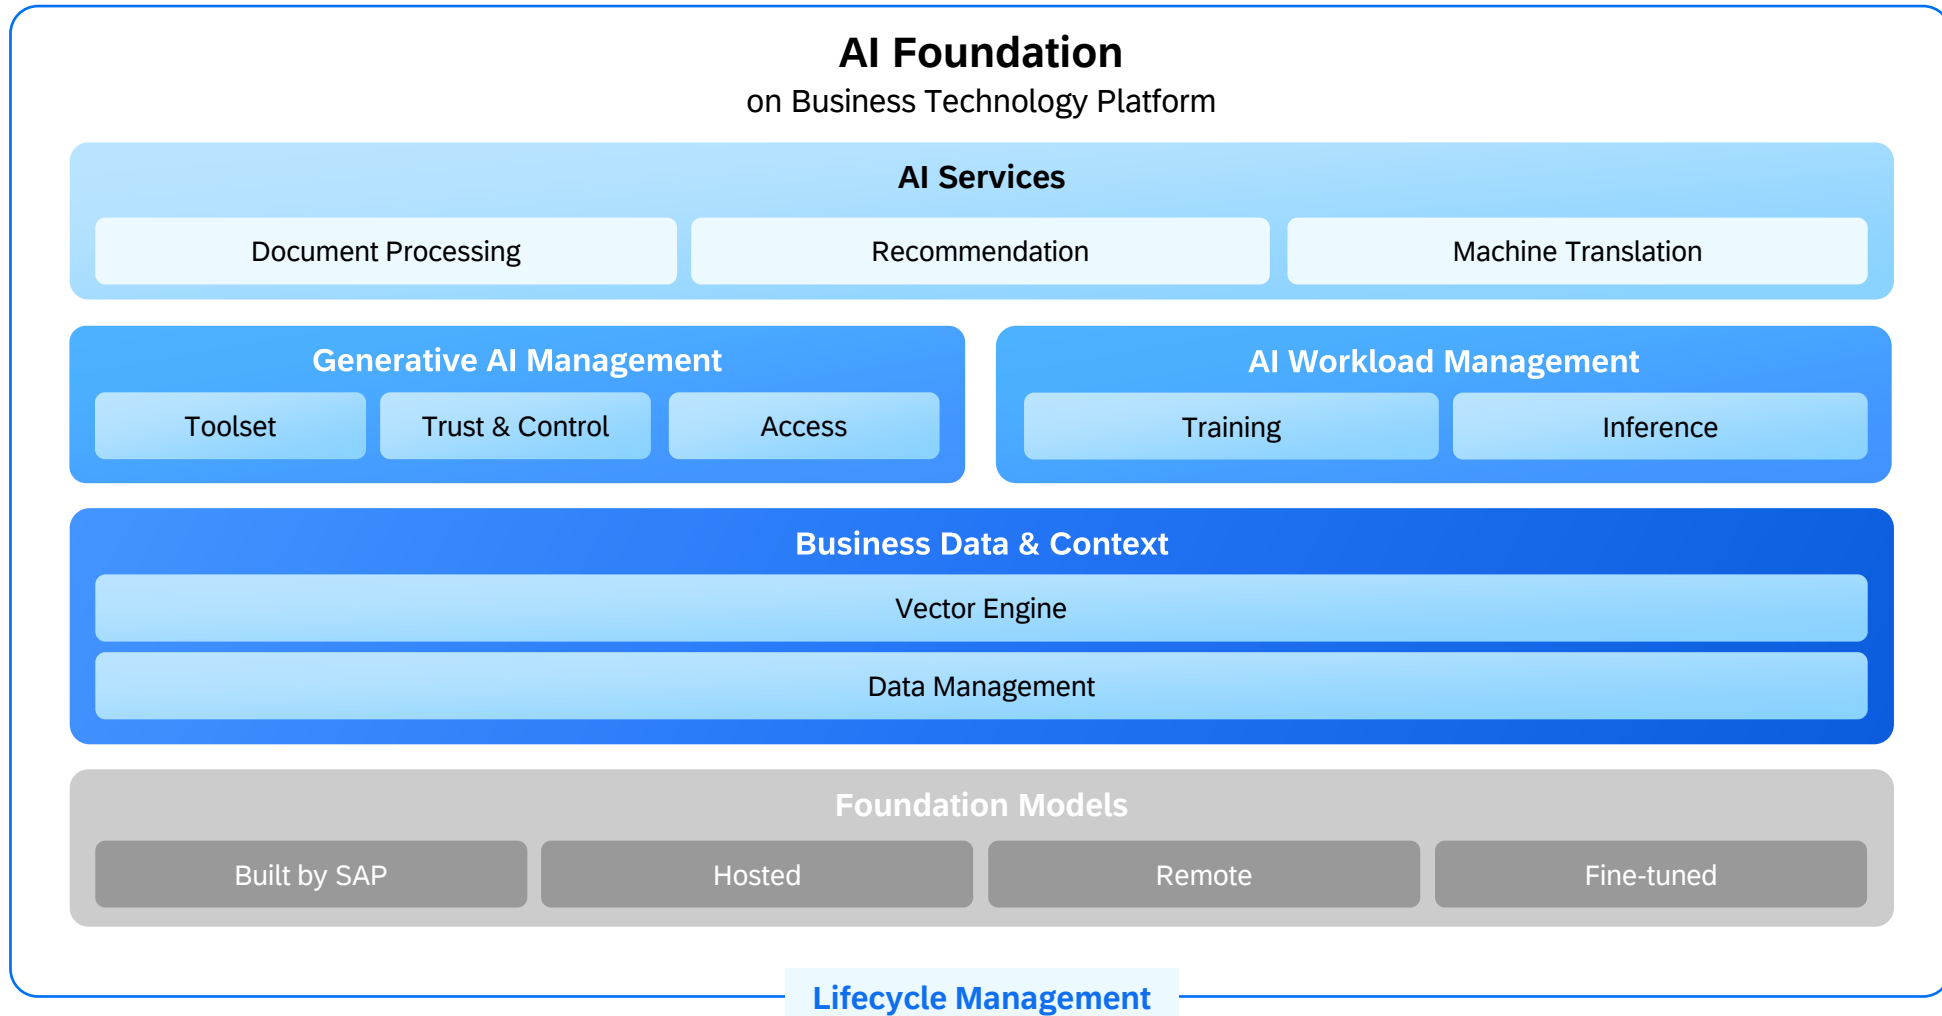 AI Foundation
on Business Technology Platform
AI Services
Document Processing
Recommendation
Machine Translation
Generative AI Management
Toolset
Trust & Control
Access
AI Workload Management
Training
Inference
Business Data & Context
Vector Engine
Data Management
Foundation Models
Built by SAP
Hosted
Remote
Fine-tuned
Lifecycle Management